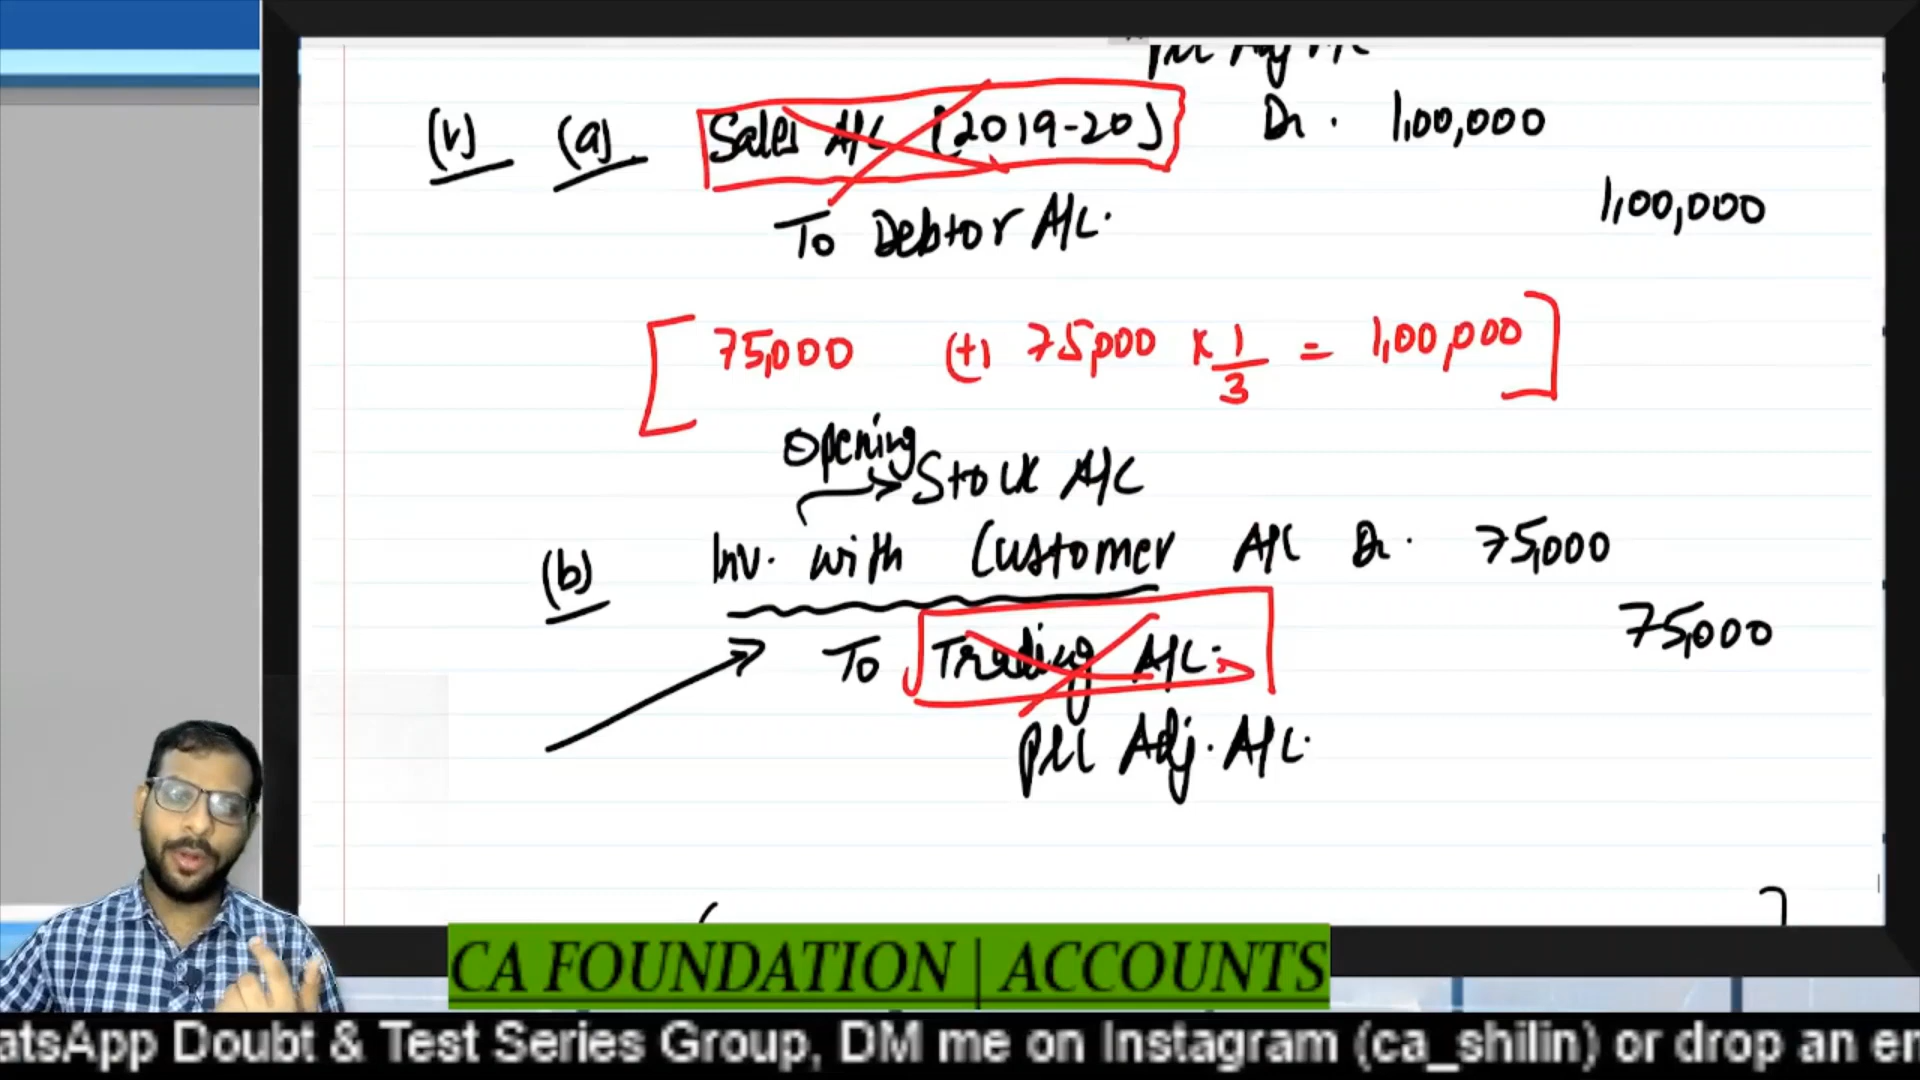 P&L Adj A/c
(v) (a) Sales A/C (2019-20) Dr. 1,00,000
To Debtor A/C. 1,00,000
[ 75,000 (+) 75,000 x 1/3 = 1,00,000 ]
Opening
Stock A/C
(b) Inv. with Customer A/C Dr. 75,000
To Trading A/C. 75,000
P&L Adj. A/C.
CA FOUNDATION | ACCOUNTS
atsApp Doubt & Test Series Group, DM me on Instagram (ca_shilin) or drop an em